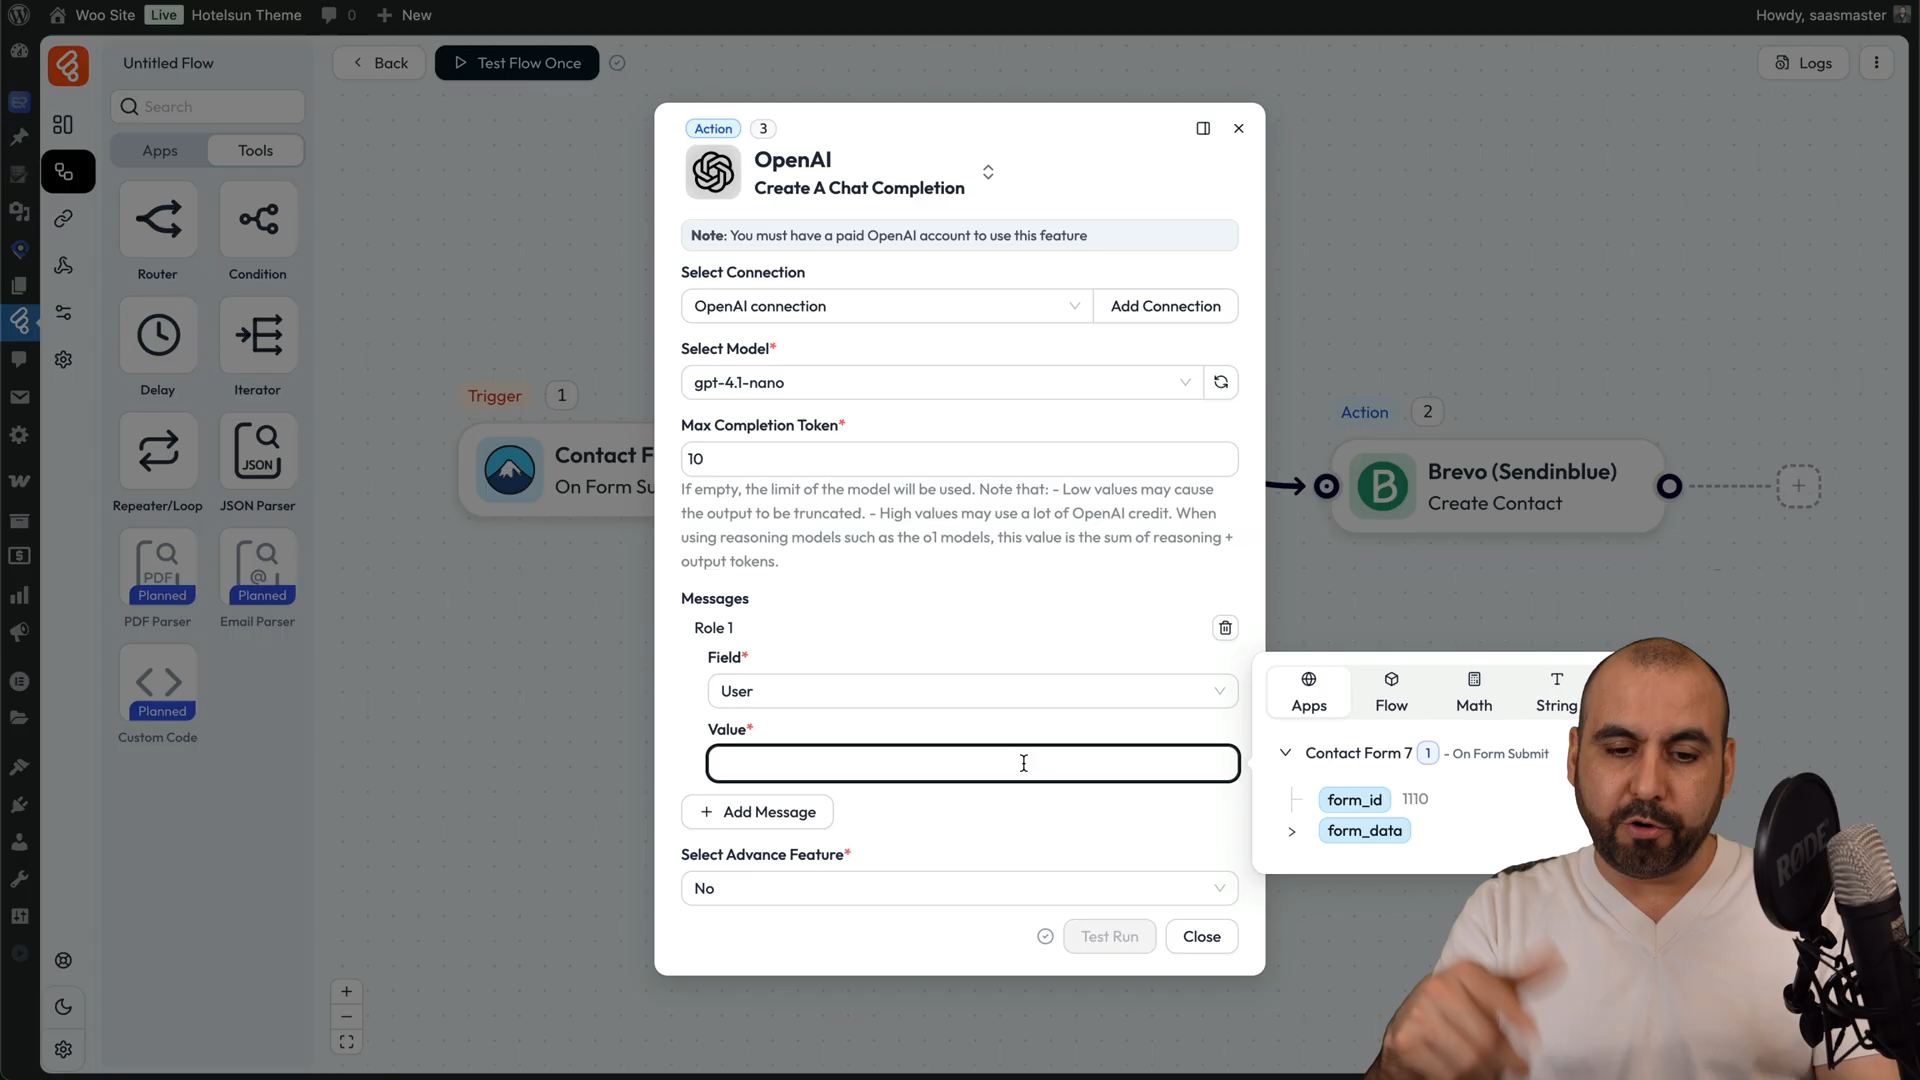 Woo Site Live Hotelsun Theme 0 New
Howdy, saasmaster
Untitled Flow
Back
Test Flow Once
Logs
Search
Apps
Tools
Router
Condition
Delay
Iterator
Repeater/Loop
JSON
JSON Parser
PDF
Planned
PDF Parser
Planned
Email Parser
Planned
Custom Code
Trigger 1
Contact F
On Form Su
Action 3
OpenAI
Create A Chat Completion
Note: You must have a paid OpenAI account to use this feature
Select Connection
OpenAI connection
Add Connection
Select Model*
gpt-4.1-nano
Max Completion Token*
10
If empty, the limit of the model will be used. Note that: - Low values may cause
the output to be truncated. - High values may use a lot of OpenAI credit. When
using reasoning models such as the o1 models, this value is the sum of reasoning +
output tokens.
Messages
Role 1
Field*
User
Value*
Add Message
Select Advance Feature*
No
Test Run
Close
Action 2
Brevo (Sendinblue)
Create Contact
Apps
Flow
Math
String
Contact Form 7 1 - On Form Submit
form_id 1110
form_data
RØDE